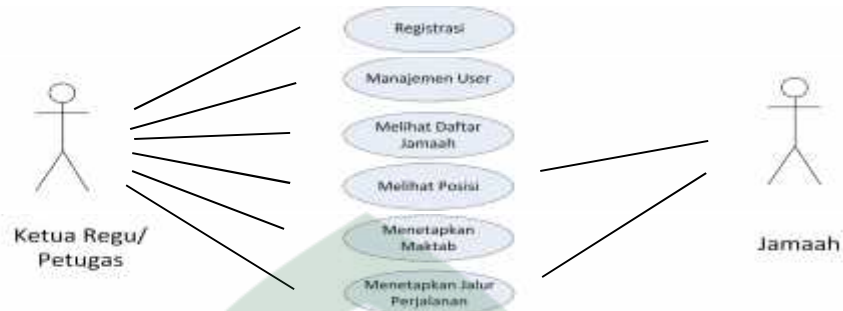 Registrasi
Manajemen User
Melihat Daftar
Jamaah
Melihat Posisi
Menetapkan
Maktab
Menetapkan Jalur
Perjalanan
Ketua Regu/
Petugas
Jamaah